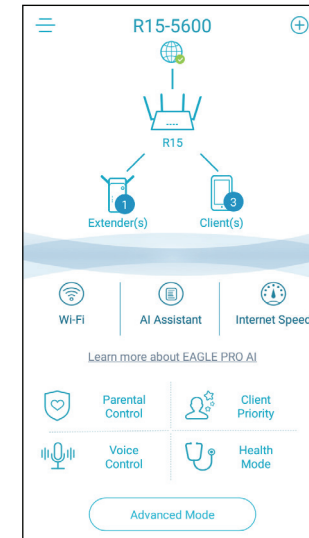 R15-5600
R15
1
3
Extender(s)
Client(s)
Wi-Fi
AI Assistant
Internet Speed
Learn more about EAGLE PRO AI
Parental
Control
Client
Priority
Voice
Control
Health
Mode
Advanced Mode